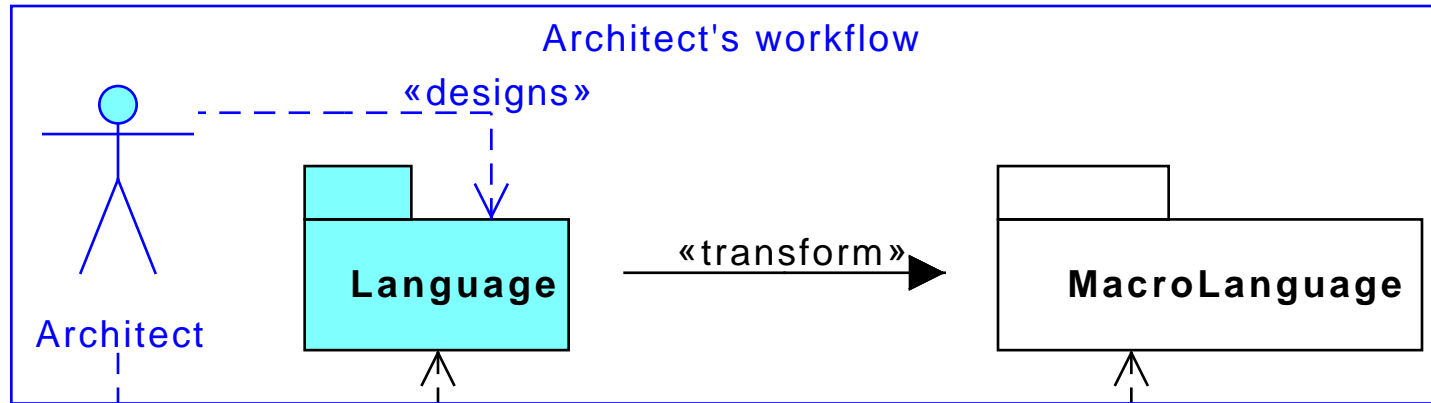 Architect's workflow
«designs»
«transform»
Language
MacroLanguage
Architect